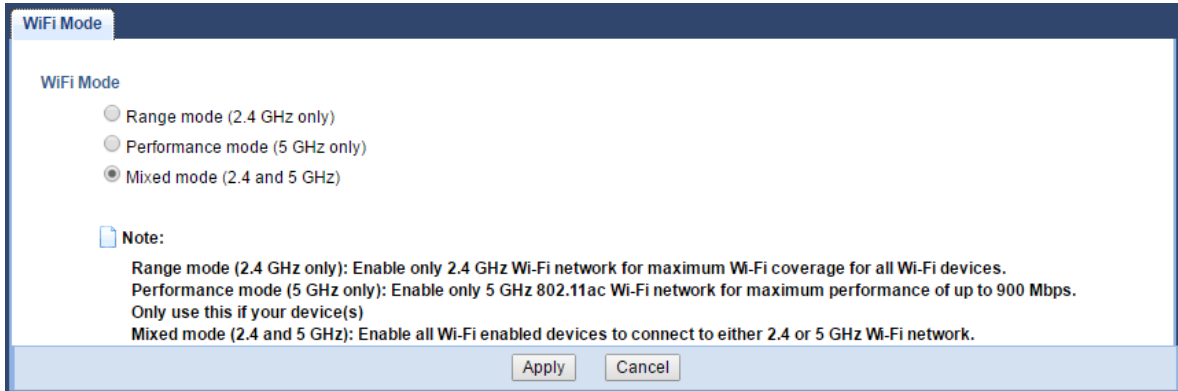 WiFi Mode
WiFi Mode
Range mode (2.4 GHz only)
Performance mode (5 GHz only)
Mixed mode (2.4 and 5 GHz)
Note:
Range mode (2.4 GHz only): Enable only 2.4 GHz Wi-Fi network for maximum Wi-Fi coverage for all Wi-Fi devices.
Performance mode (5 GHz only): Enable only 5 GHz 802.11ac Wi-Fi network for maximum performance of up to 900 Mbps.
Only use this if your device(s)
Mixed mode (2.4 and 5 GHz): Enable all Wi-Fi enabled devices to connect to either 2.4 or 5 GHz Wi-Fi network.
Apply Cancel